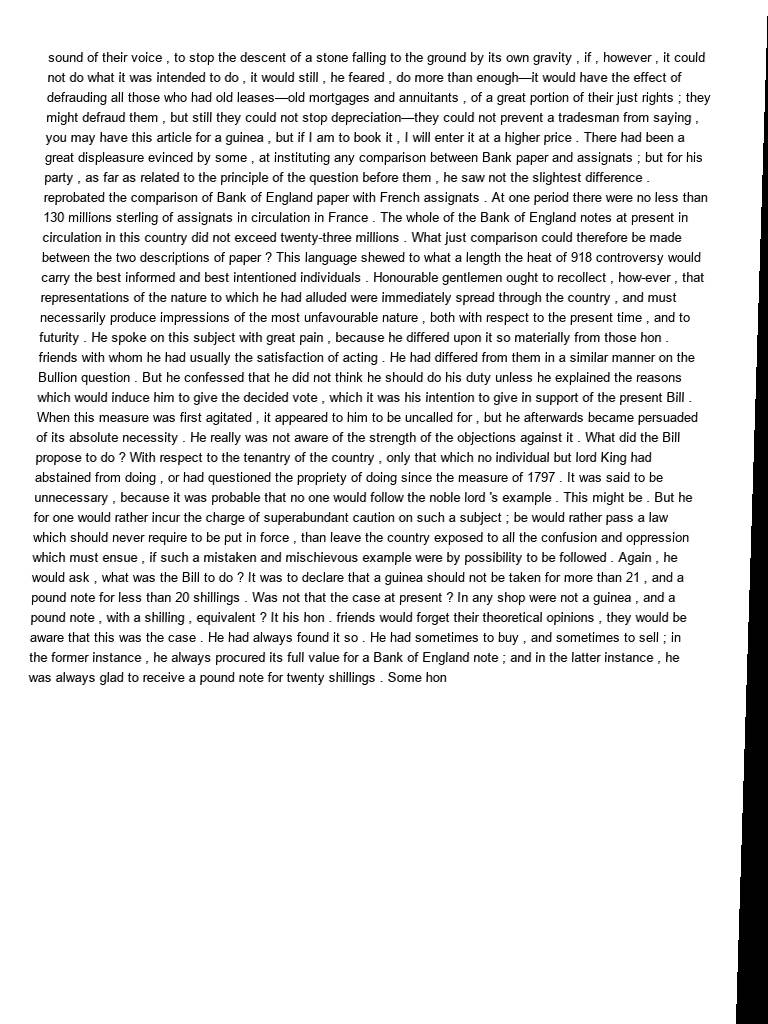 sound of their voice , to stop the descent of a stone falling to the ground by its own gravity , if , however , it could
not do what it was intended to do , it would still , he feared , do more than enough—it would have the effect of
defrauding all those who had old leases—old mortgages and annuitants , of a great portion of their just rights ; they
might defraud them , but still they could not stop depreciation—they could not prevent a tradesman from saying ,
you may have this article for a guinea , but if I am to book it , I will enter it at a higher price . There had been a
great displeasure evinced by some , at instituting any comparison between Bank paper and assignats ; but for his
party , as far as related to the principle of the question before them , he saw not the slightest difference .
reprobated the comparison of Bank of England paper with French assignats . At one period there were no less than
130 millions sterling of assignats in circulation in France . The whole of the Bank of England notes at present in
circulation in this country did not exceed twenty-three millions . What just comparison could therefore be made
between the two descriptions of paper ? This language shewed to what a length the heat of 918 controversy would
carry the best informed and best intentioned individuals . Honourable gentlemen ought to recollect , how-ever , that
representations of the nature to which he had alluded were immediately spread through the country , and must
necessarily produce impressions of the most unfavourable nature , both with respect to the present time , and to
futurity . He spoke on this subject with great pain , because he differed upon it so materially from those hon .
friends with whom he had usually the satisfaction of acting . He had differed from them in a similar manner on the
Bullion question . But he confessed that he did not think he should do his duty unless he explained the reasons
which would induce him to give the decided vote , which it was his intention to give in support of the present Bill .
When this measure was first agitated , it appeared to him to be uncalled for , but he afterwards became persuaded
of its absolute necessity . He really was not aware of the strength of the objections against it . What did the Bill
propose to do ? With respect to the tenantry of the country , only that which no individual but lord King had
abstained from doing , or had questioned the propriety of doing since the measure of 1797 . It was said to be
unnecessary , because it was probable that no one would follow the noble lord 's example . This might be . But he
for one would rather incur the charge of superabundant caution on such a subject ; be would rather pass a law
which should never require to be put in force , than leave the country exposed to all the confusion and oppression
which must ensue , if such a mistaken and mischievous example were by possibility to be followed . Again , he
would ask , what was the Bill to do ? It was to declare that a guinea should not be taken for more than 21 , and a
pound note for less than 20 shillings . Was not that the case at present ? In any shop were not a guinea , and a
pound note , with a shilling , equivalent ? It his hon . friends would forget their theoretical opinions , they would be
aware that this was the case . He had always found it so . He had sometimes to buy , and sometimes to sell ; in
the former instance , he always procured its full value for a Bank of England note ; and in the latter instance , he
was always glad to receive a pound note for twenty shillings . Some hon